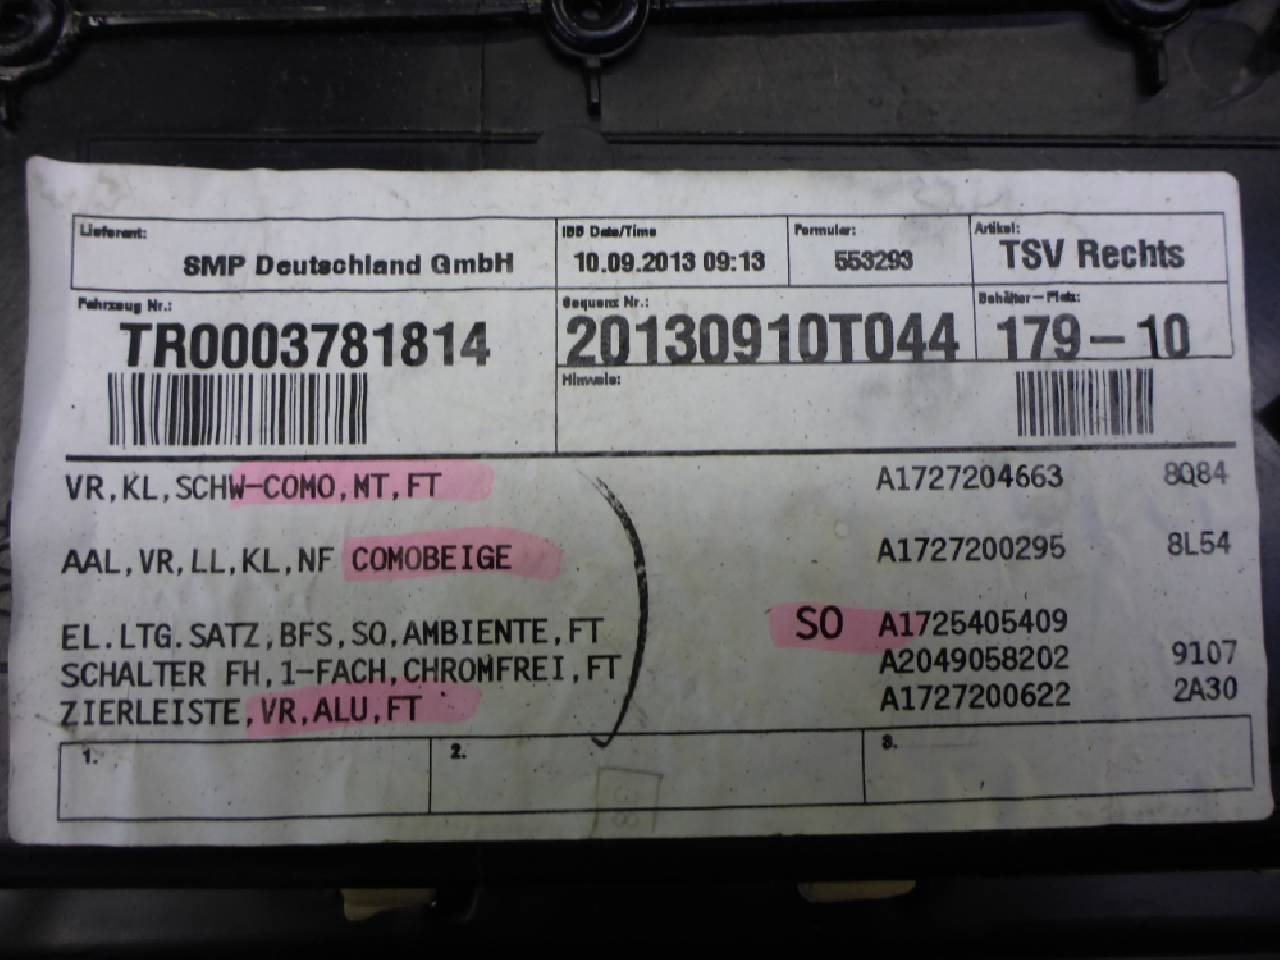 Lieferant: IBB Date/Time Formular: Artikel:
SMP Deutschland GmbH 10.09.2013 09:13 553293 TSV Rechts
Fahrzeug Nr.: Sequenz Nr.: Behälter-Platz:
TR0003781814 20130910T044 179-10
Hinweis:
VR,KL,SCHW-COMO,MT,FT A1727204663 8Q84
AAL,VR,LL,KL,NF COMOBEIGE A1727200295 8L54
EL.LTG.SATZ,BFS,SO,AMBIENTE,FT SO A1725405409
SCHALTER FH,1-FACH,CHROMFREI,FT A2049058202 9107
ZIERLEISTE,VR,ALU,FT A1727200622 2A30
1. 2. 3.